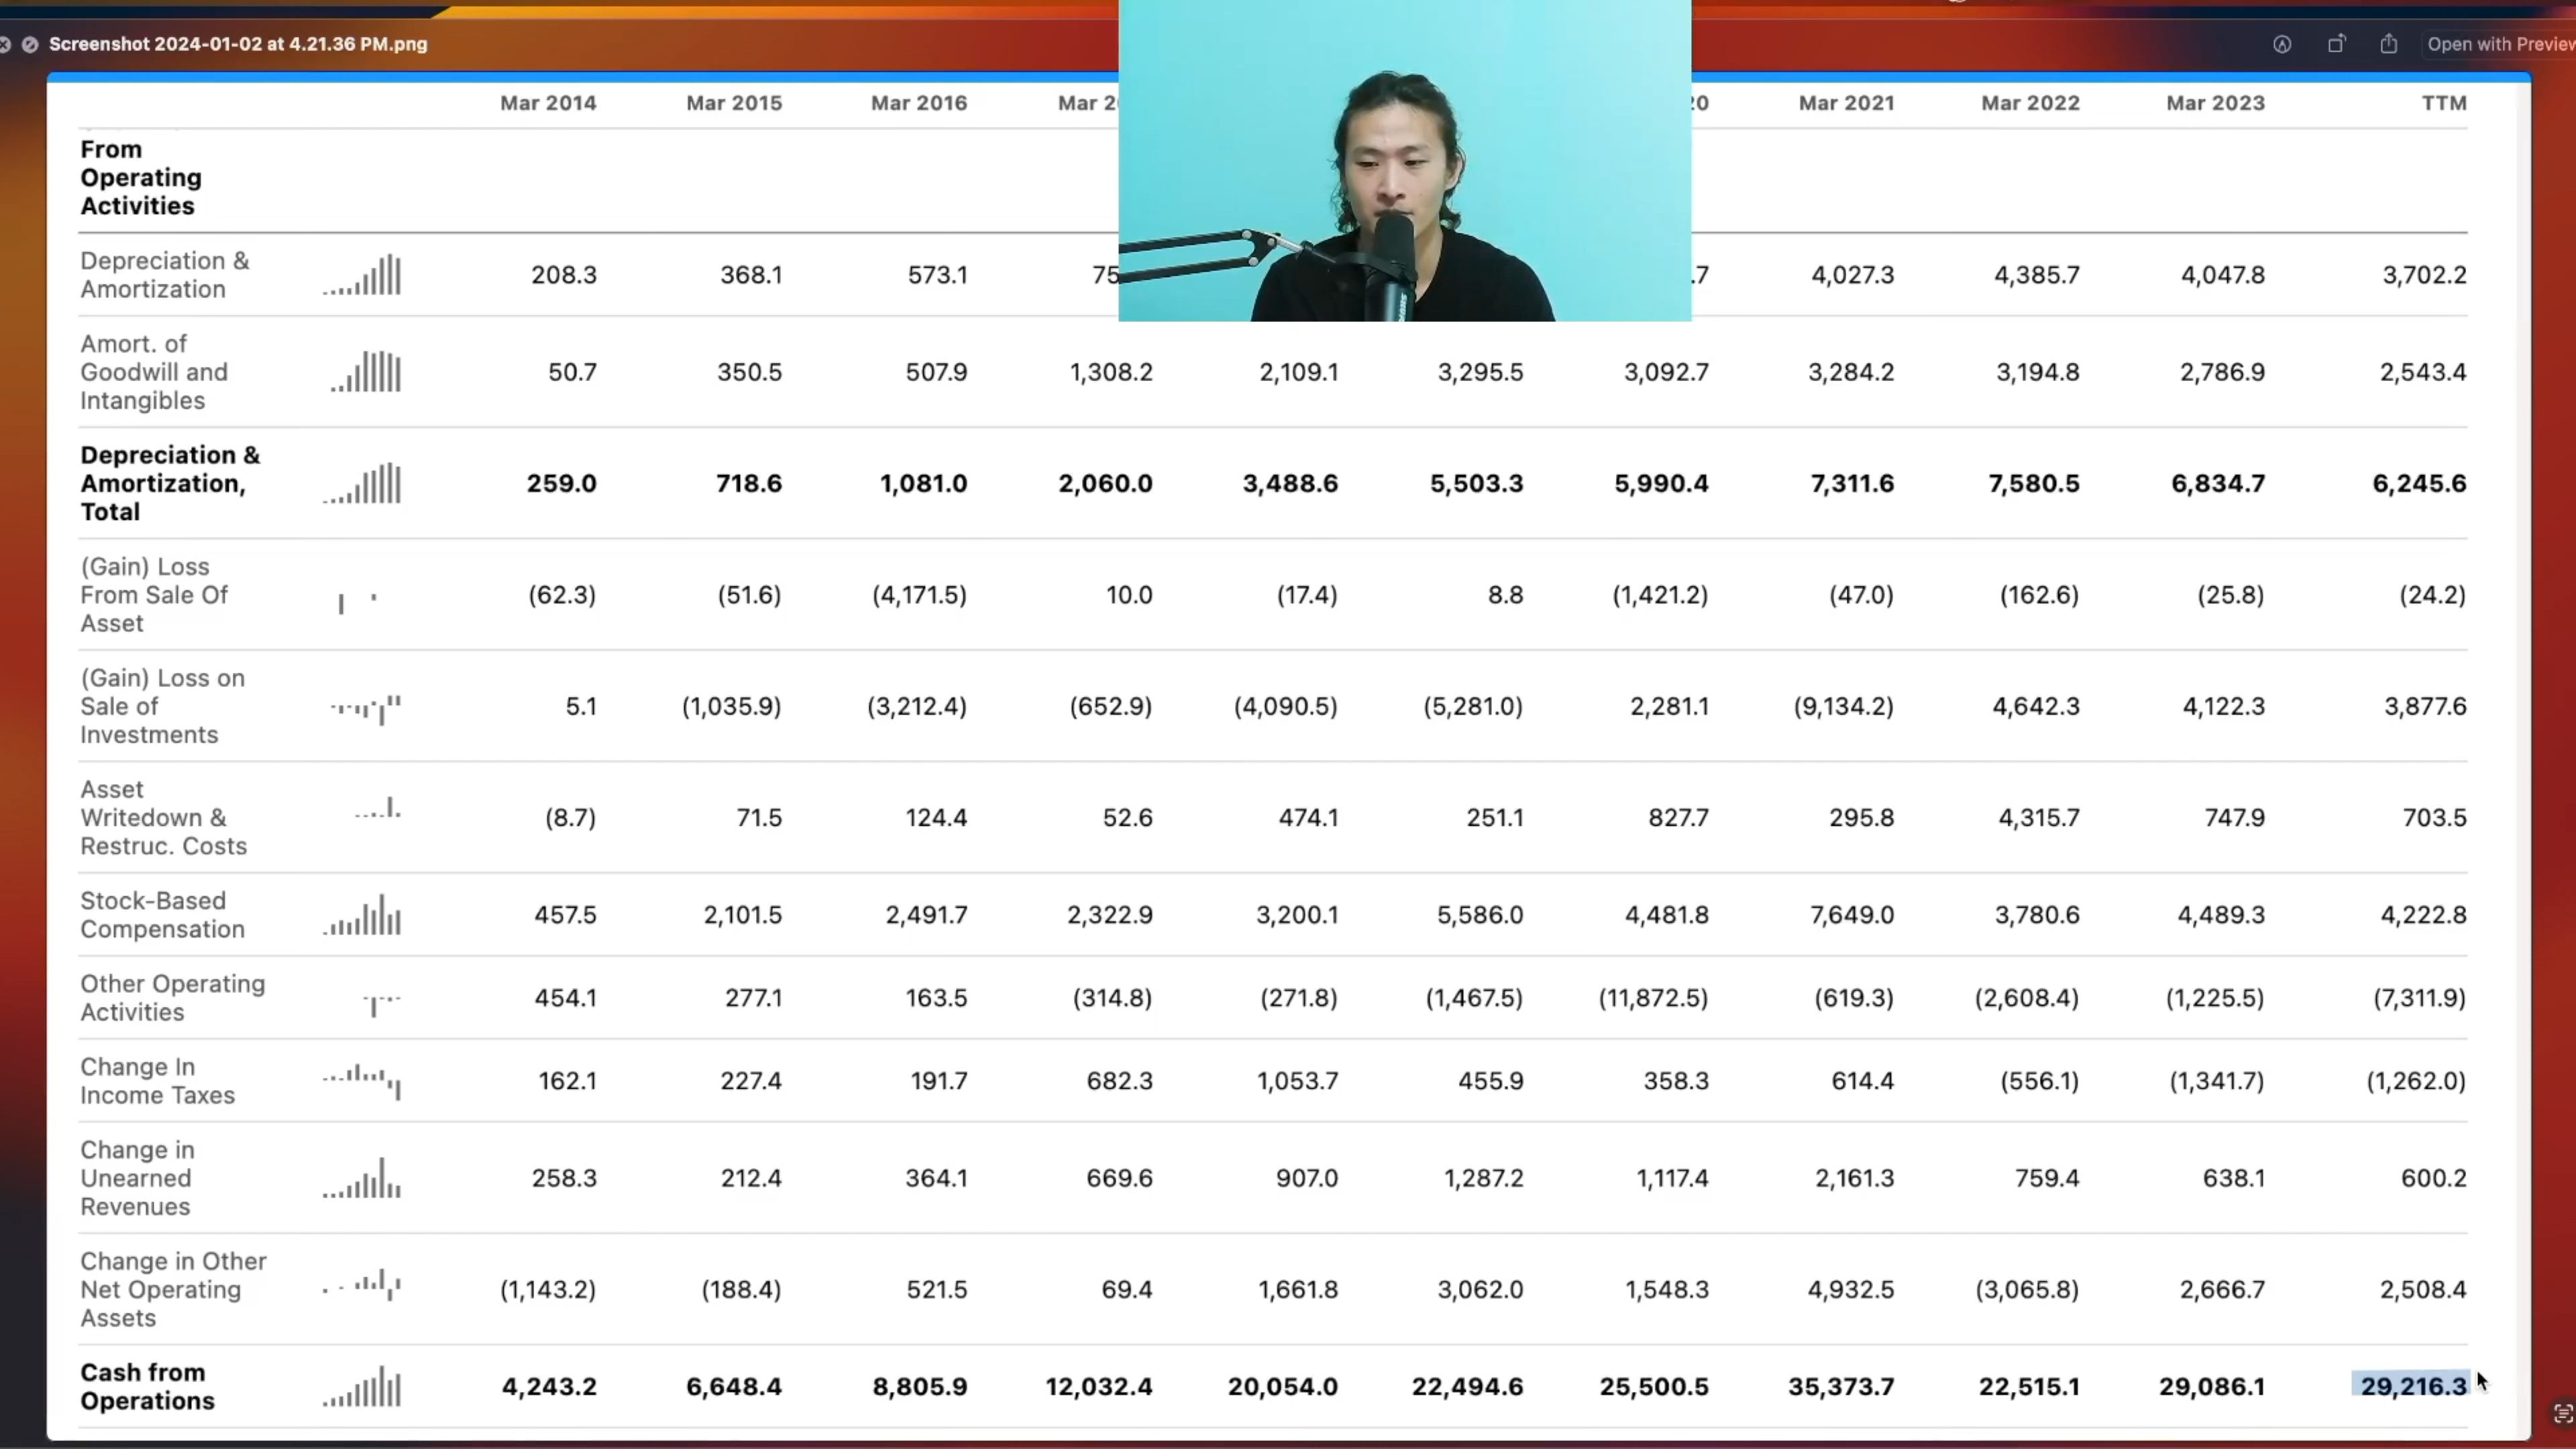 Screenshot 2024-01-02 at 4.21.36 PM.png
Open with Preview
Mar 2014 Mar 2015 Mar 2016 Mar Mar 2021 Mar 2022 Mar 2023 TTM
From
Operating
Activities
Depreciation &
Amortization
208.3 368.1 573.1 4,027.3 4,385.7 4,047.8 3,702.2
Amort. of
Goodwill and
Intangibles
50.7 350.5 507.9 1,308.2 2,109.1 3,295.5 3,092.7 3,284.2 3,194.8 2,786.9 2,543.4
Depreciation &
Amortization,
Total
259.0 718.6 1,081.0 2,060.0 3,488.6 5,503.3 5,990.4 7,311.6 7,580.5 6,834.7 6,245.6
(Gain) Loss
From Sale Of
Asset
(62.3) (51.6) (4,171.5) 10.0 (17.4) 8.8 (1,421.2) (47.0) (162.6) (25.8) (24.2)
(Gain) Loss on
Sale of
Investments
5.1 (1,035.9) (3,212.4) (652.9) (4,090.5) (5,281.0) 2,281.1 (9,134.2) 4,642.3 4,122.3 3,877.6
Asset
Writedown &
Restruc. Costs
(8.7) 71.5 124.4 52.6 474.1 251.1 827.7 295.8 4,315.7 747.9 703.5
Stock-Based
Compensation
457.5 2,101.5 2,491.7 2,322.9 3,200.1 5,586.0 4,481.8 7,649.0 3,780.6 4,489.3 4,222.8
Other Operating
Activities
454.1 277.1 163.5 (314.8) (271.8) (1,467.5) (11,872.5) (619.3) (2,608.4) (1,225.5) (7,311.9)
Change In
Income Taxes
162.1 227.4 191.7 682.3 1,053.7 455.9 358.3 614.4 (556.1) (1,341.7) (1,262.0)
Change in
Unearned
Revenues
258.3 212.4 364.1 669.6 907.0 1,287.2 1,117.4 2,161.3 759.4 638.1 600.2
Change in Other
Net Operating
Assets
(1,143.2) (188.4) 521.5 69.4 1,661.8 3,062.0 1,548.3 4,932.5 (3,065.8) 2,666.7 2,508.4
Cash from
Operations
4,243.2 6,648.4 8,805.9 12,032.4 20,054.0 22,494.6 25,500.5 35,373.7 22,515.1 29,086.1 29,216.3